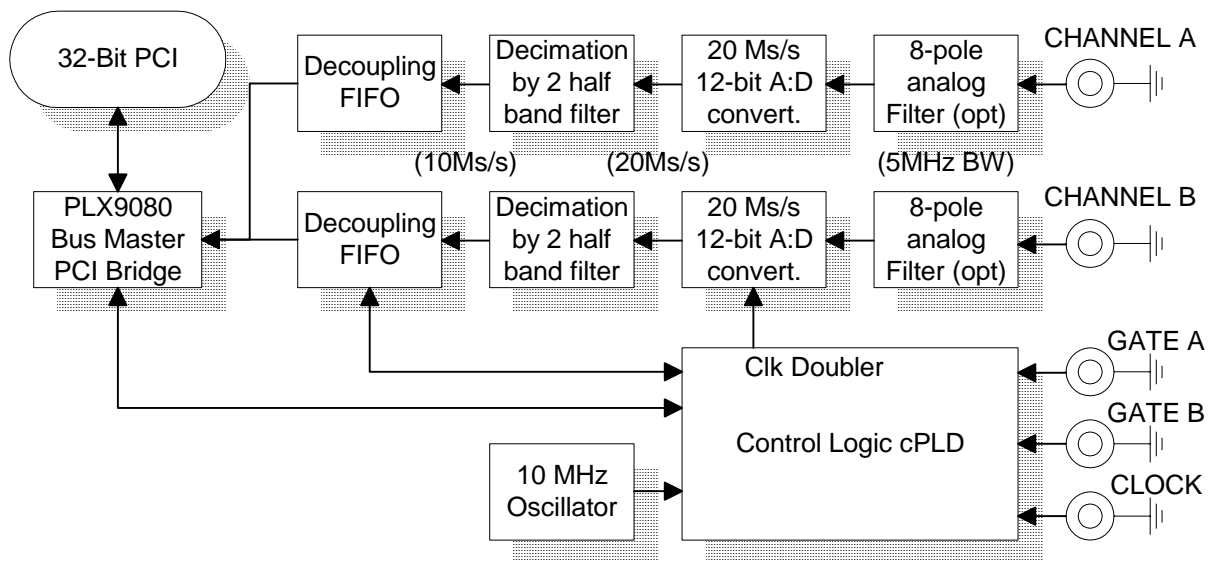 32-Bit PCI
Decoupling
FIFO
Decimation
by 2 half
band filter
20 Ms/s
12-bit A:D
convert.
8-pole
analog
Filter (opt)
CHANNEL A
(10Ms/s)
(20Ms/s)
(5MHz BW)
PLX9080
Bus Master
PCI Bridge
Decoupling
FIFO
Decimation
by 2 half
band filter
20 Ms/s
12-bit A:D
convert.
8-pole
analog
Filter (opt)
CHANNEL B
Clk Doubler
Control Logic cPLD
GATE A
GATE B
CLOCK
10 MHz
Oscillator